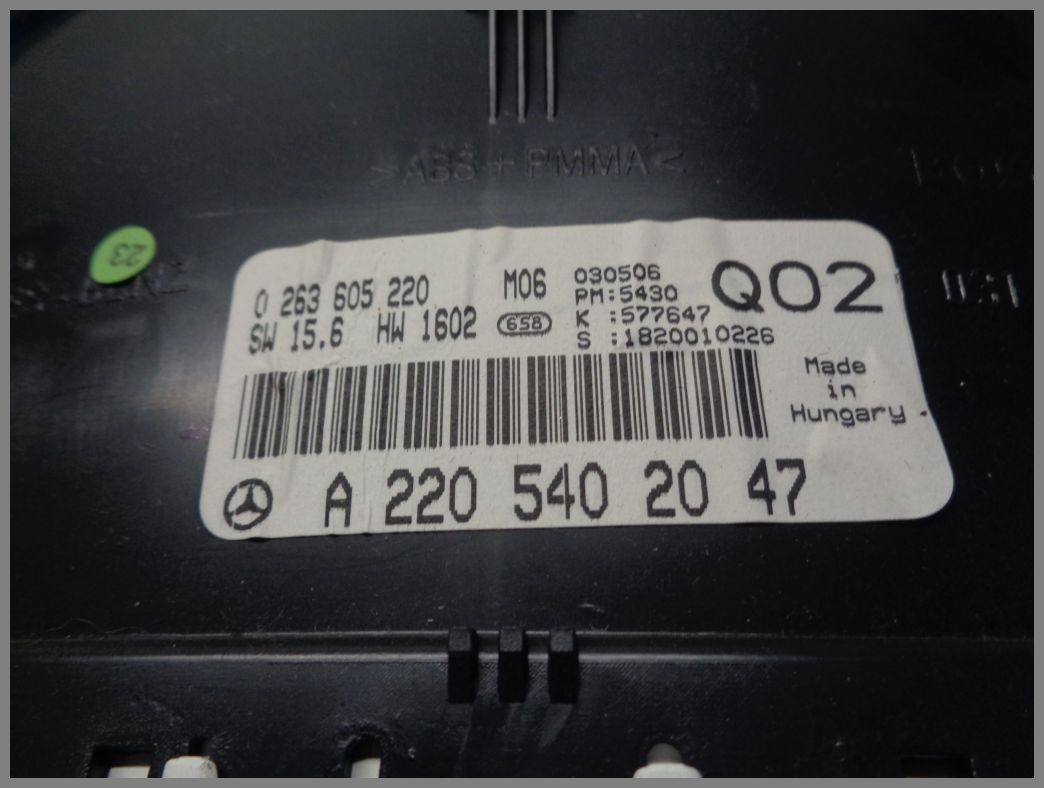 >ABS + PMMA<
23
0 263 605 220
SW 15.6 HW 1602
M06
658
030506
PM:5430
K :577647
S :1820010226
Q02
Made
in
Hungary
A 220 540 20 47